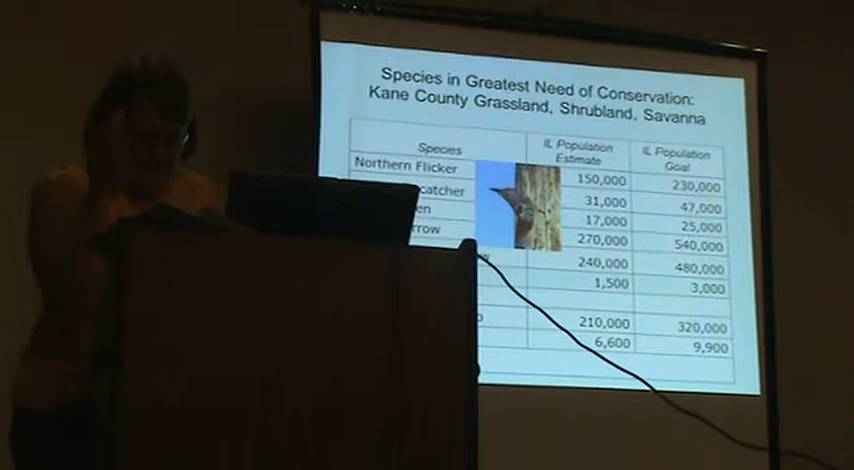 Species in Greatest Need of Conservation:
Kane County Grassland, Shrubland, Savanna
Species IL Population Estimate IL Population Goal
Northern Flicker 150,000 230,000
catcher 31,000 47,000
en 17,000 25,000
rrow 270,000 540,000
w 240,000 480,000
1,500 3,000
210,000 320,000
6,600 9,900